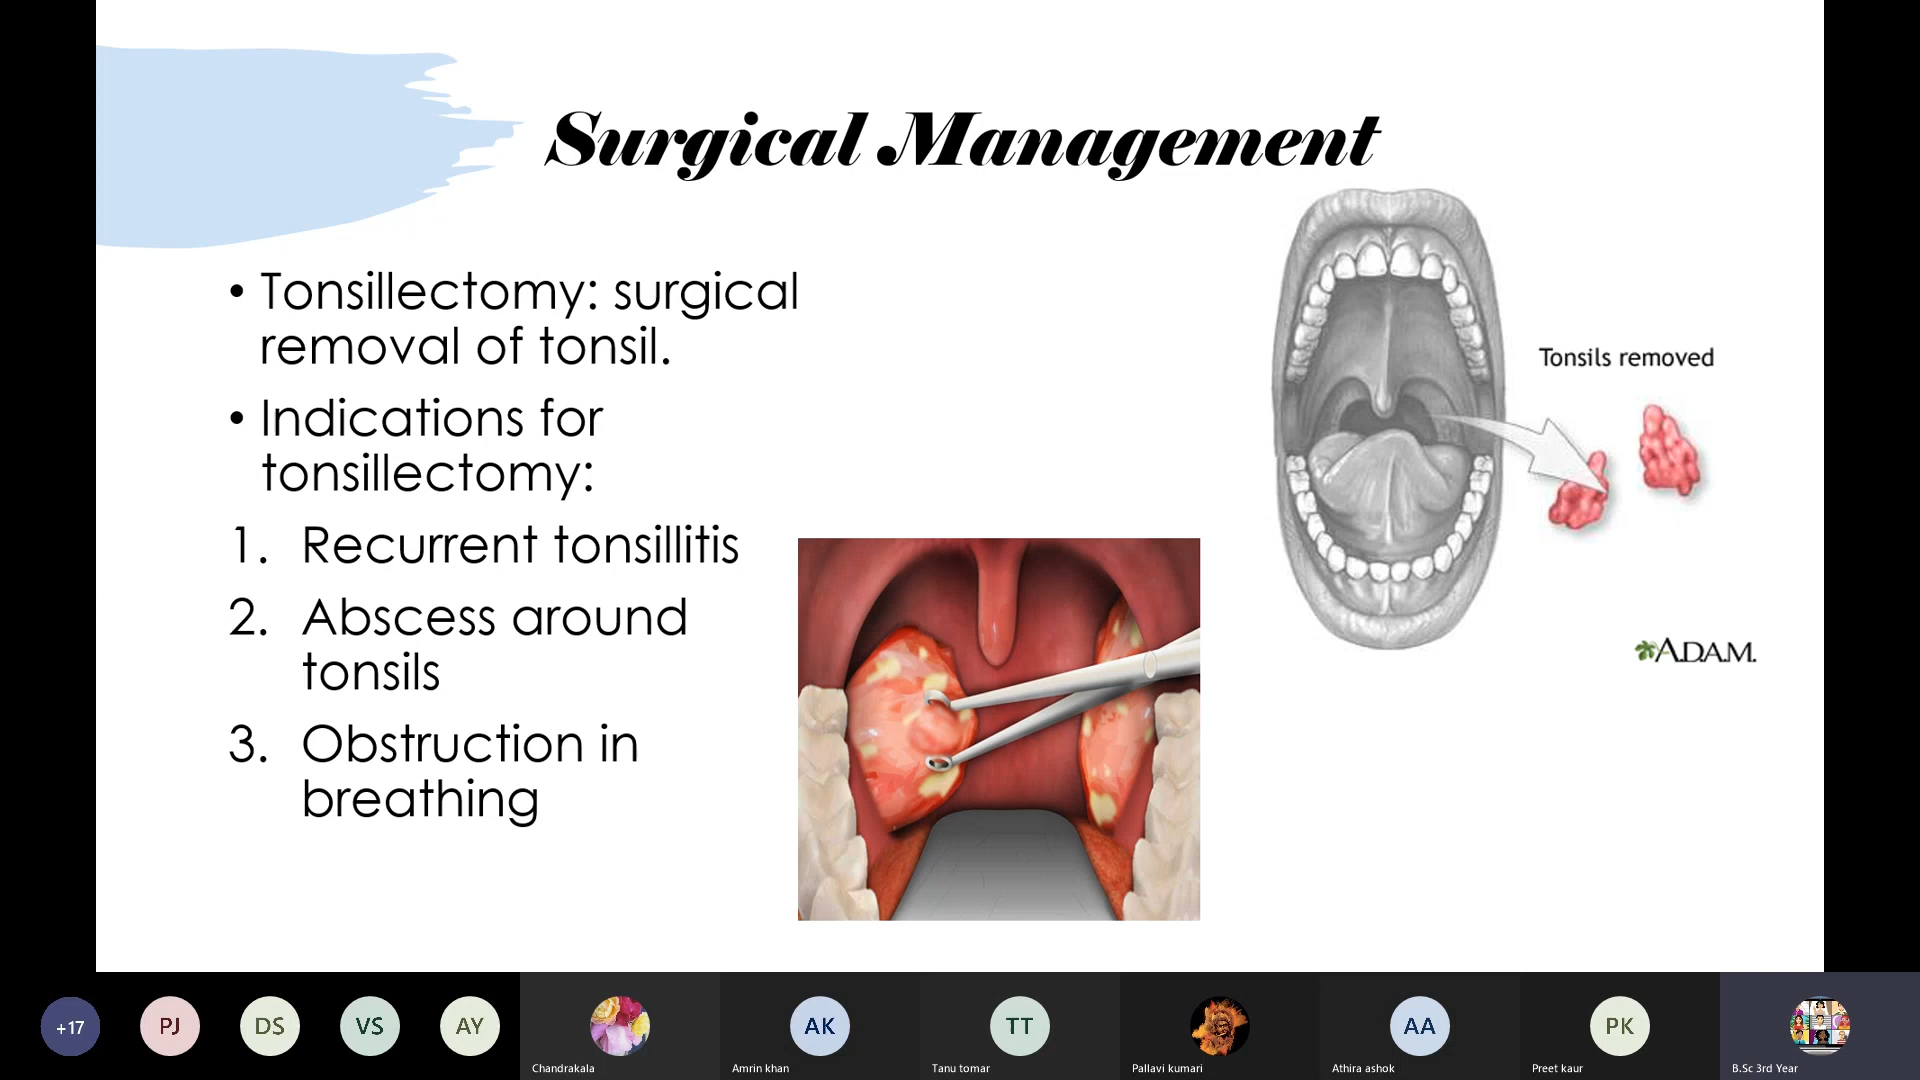 Surgical Management
• Tonsillectomy: surgical
removal of tonsil.
• Indications for
tonsillectomy:
1. Recurrent tonsillitis
2. Abscess around
tonsils
3. Obstruction in
breathing
Tonsils removed
A.D.A.M.
+17
PJ
DS
VS
AY
Chandrakala
AK
Amrin khan
TT
Tanu tomar
Pallavi kumari
AA
Athira ashok
PK
Preet kaur
B.Sc 3rd Year